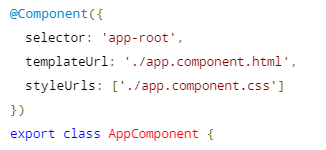 @Component({
  selector: 'app-root',
  templateUrl: './app.component.html',
  styleUrls: ['./app.component.css']
})
export class AppComponent {